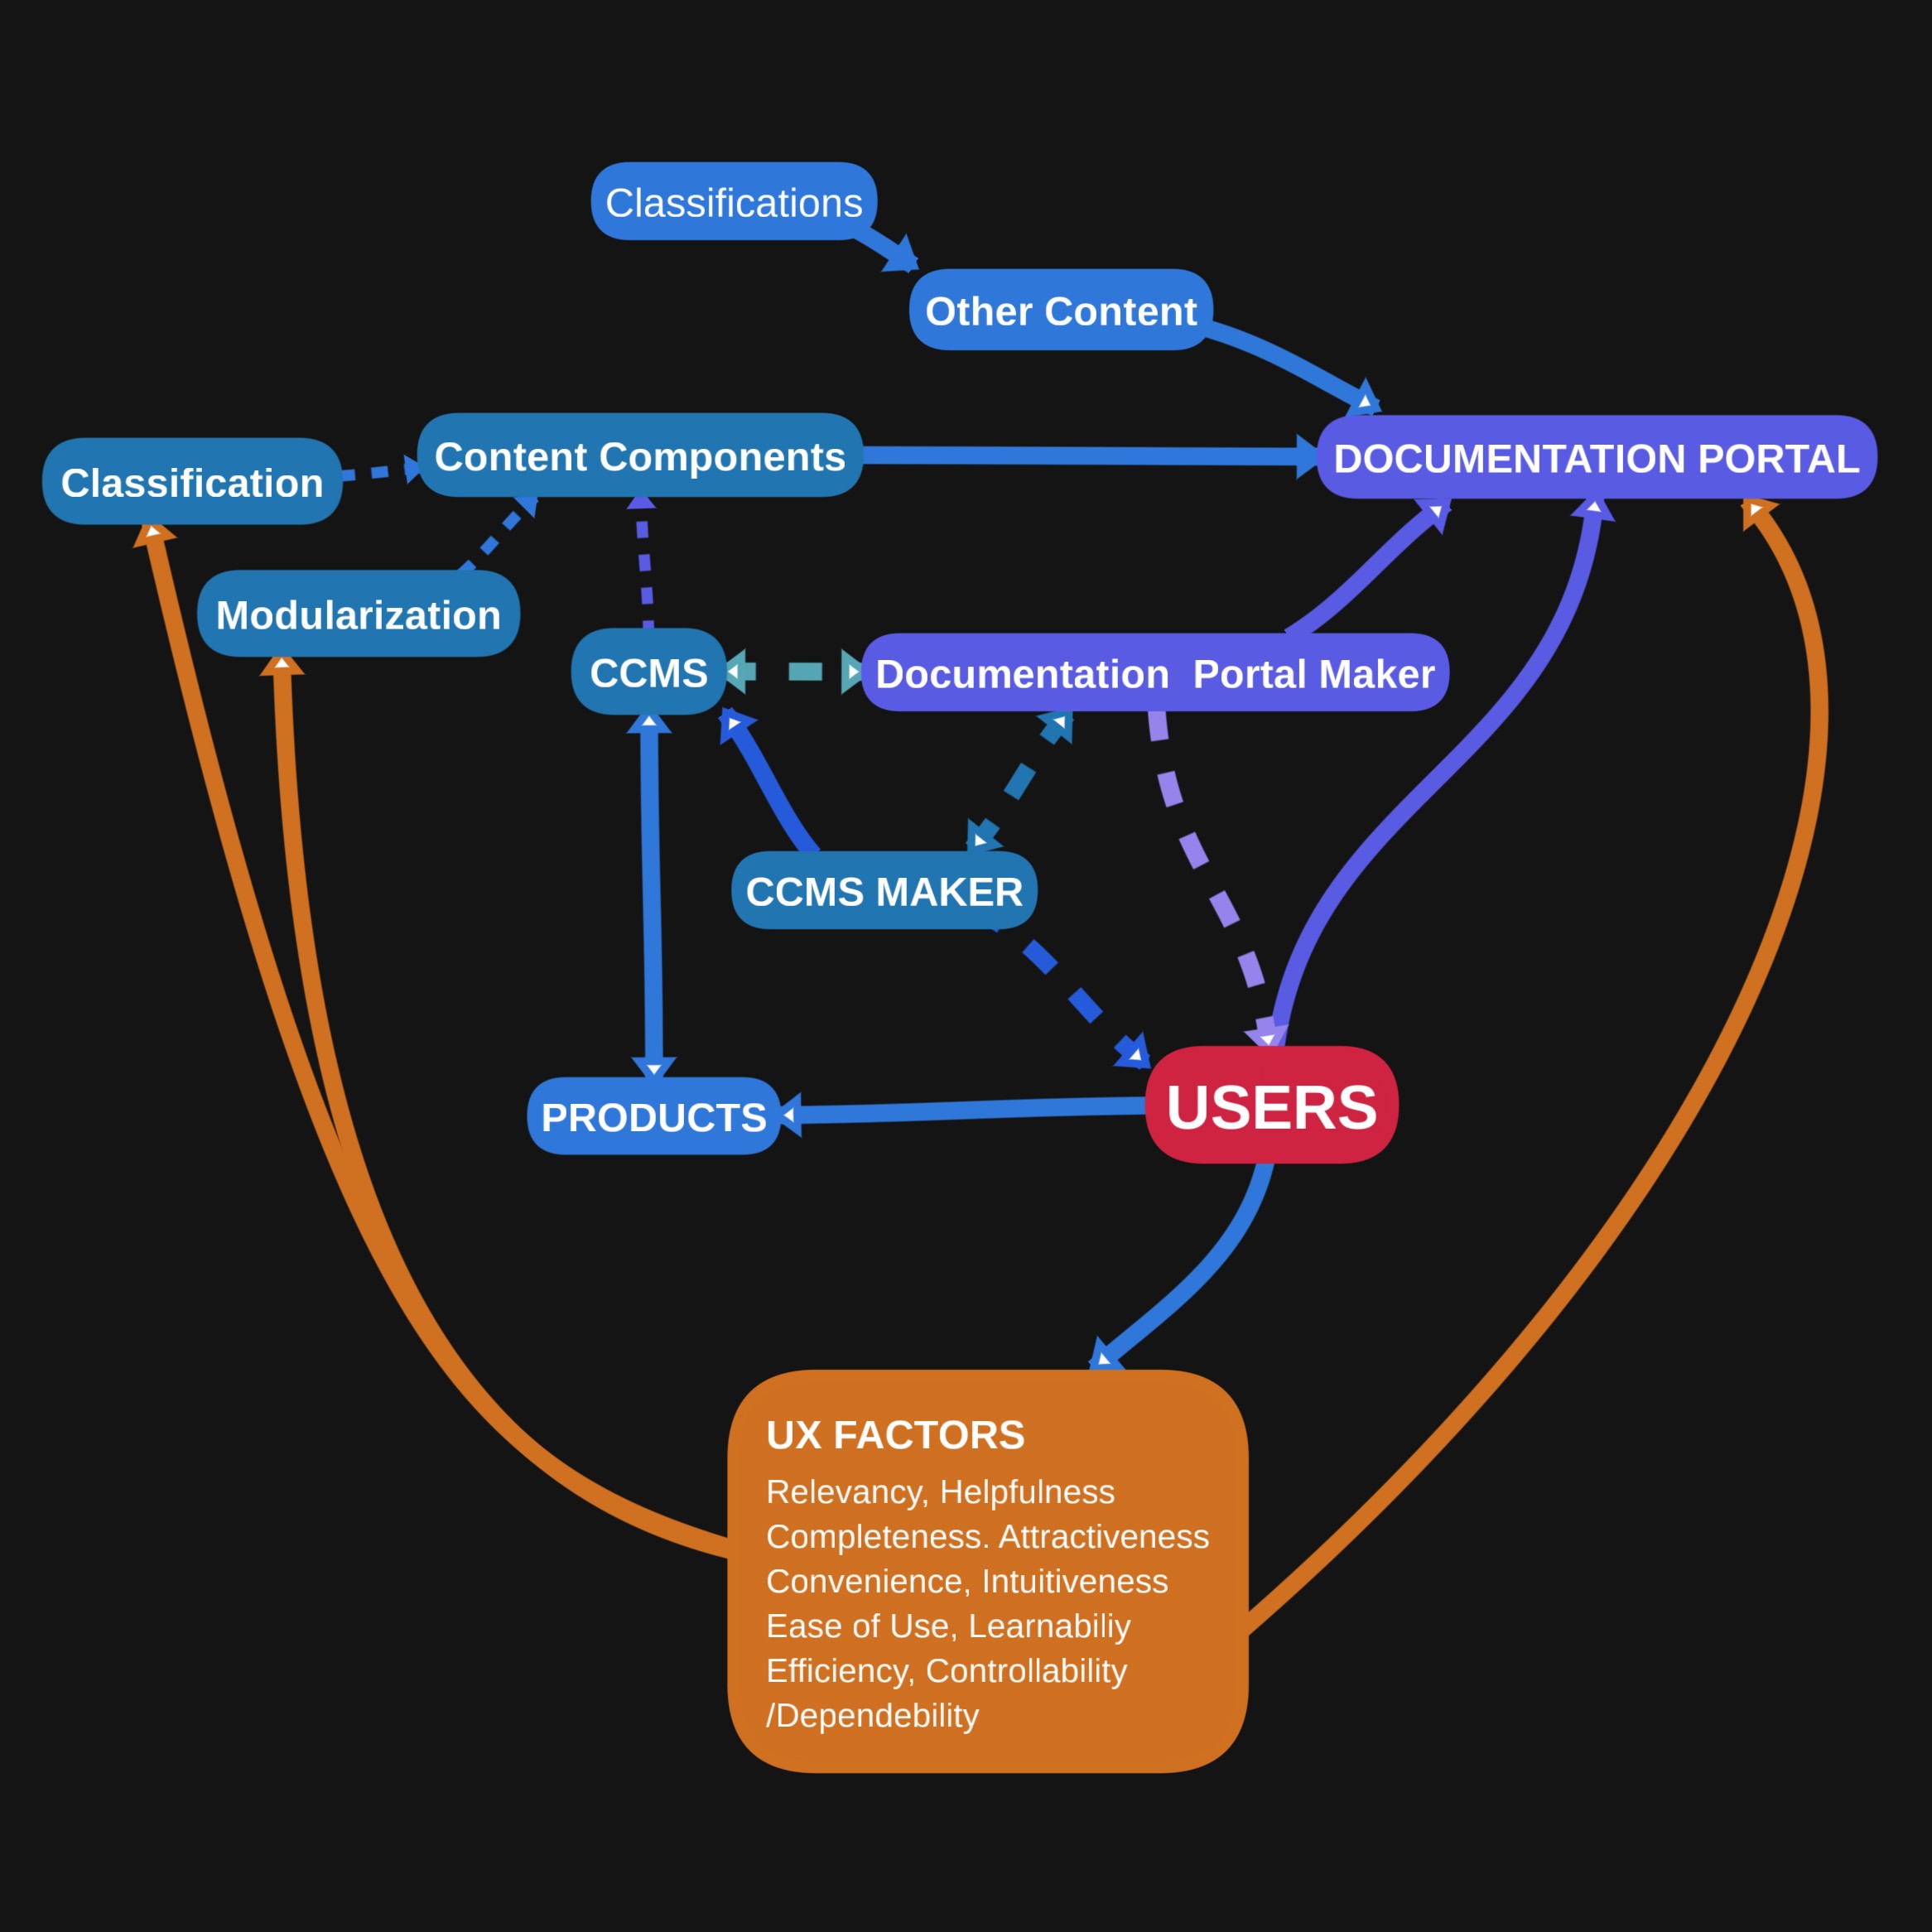 Classifications
Other Content
Content Components
DOCUMENTATION PORTAL
Classification
Modularization
CCMS
Documentation  Portal Maker
CCMS MAKER
USERS
PRODUCTS
UX FACTORS
Relevancy, Helpfulness
Completeness. Attractiveness
Convenience, Intuitiveness
Ease of Use, Learnabiliy
Efficiency, Controllability
/Dependebility